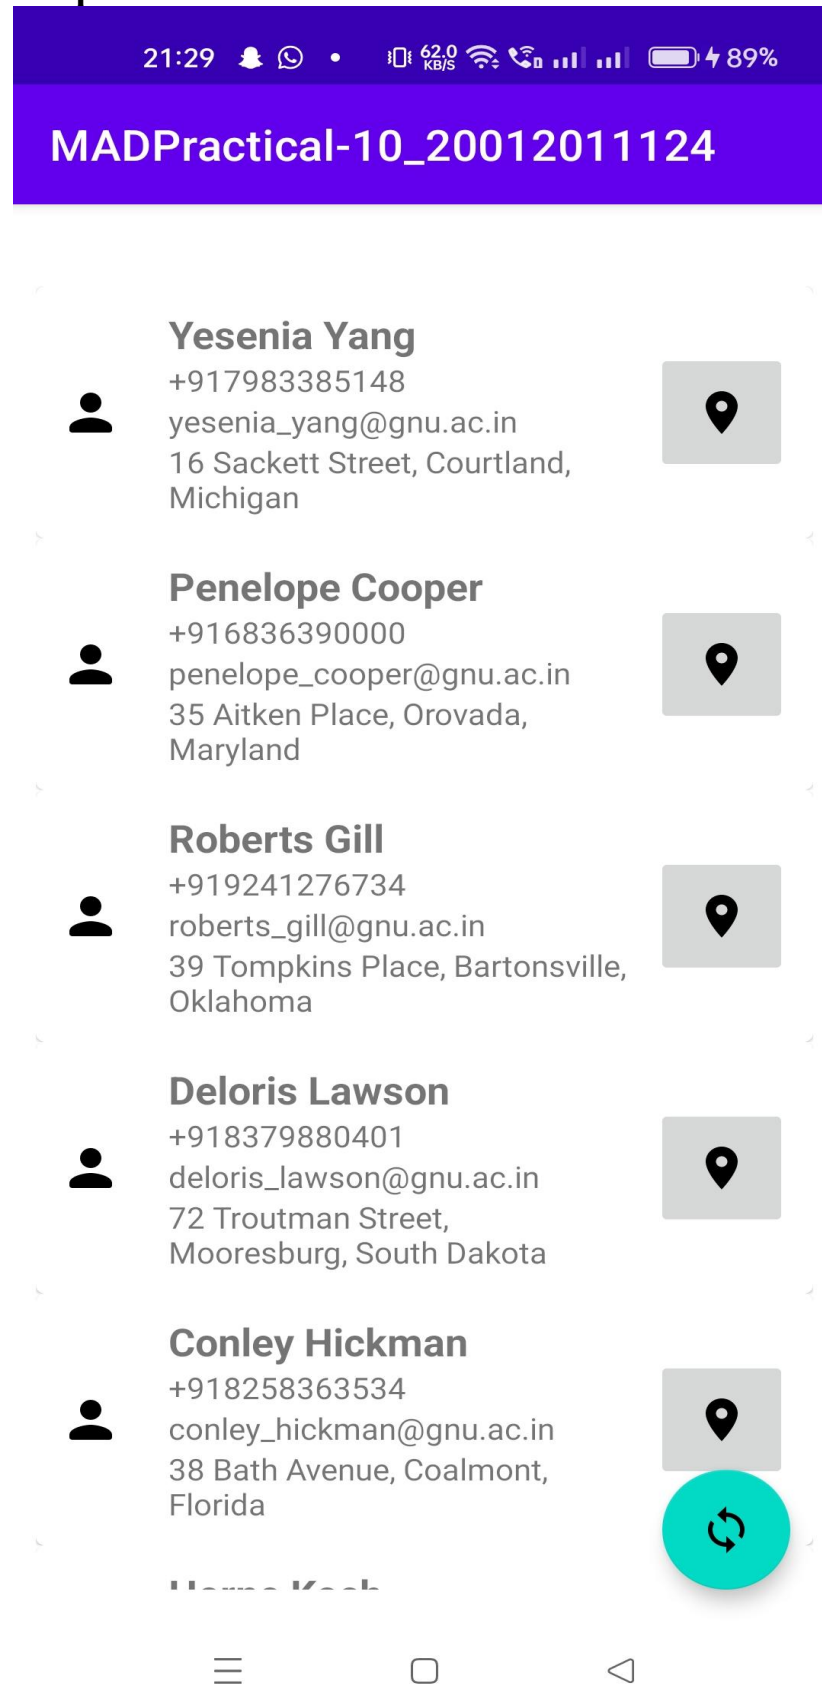 21:29
62.0
KB/S
89%
MADPractical-10_20012011124
Yesenia Yang
+917983385148
yesenia_yang@gnu.ac.in
16 Sackett Street, Courtland,
Michigan
Penelope Cooper
+916836390000
penelope_cooper@gnu.ac.in
35 Aitken Place, Orovada,
Maryland
Roberts Gill
+919241276734
roberts_gill@gnu.ac.in
39 Tompkins Place, Bartonsville,
Oklahoma
Deloris Lawson
+918379880401
deloris_lawson@gnu.ac.in
72 Troutman Street,
Mooresburg, South Dakota
Conley Hickman
+918258363534
conley_hickman@gnu.ac.in
38 Bath Avenue, Coalmont,
Florida